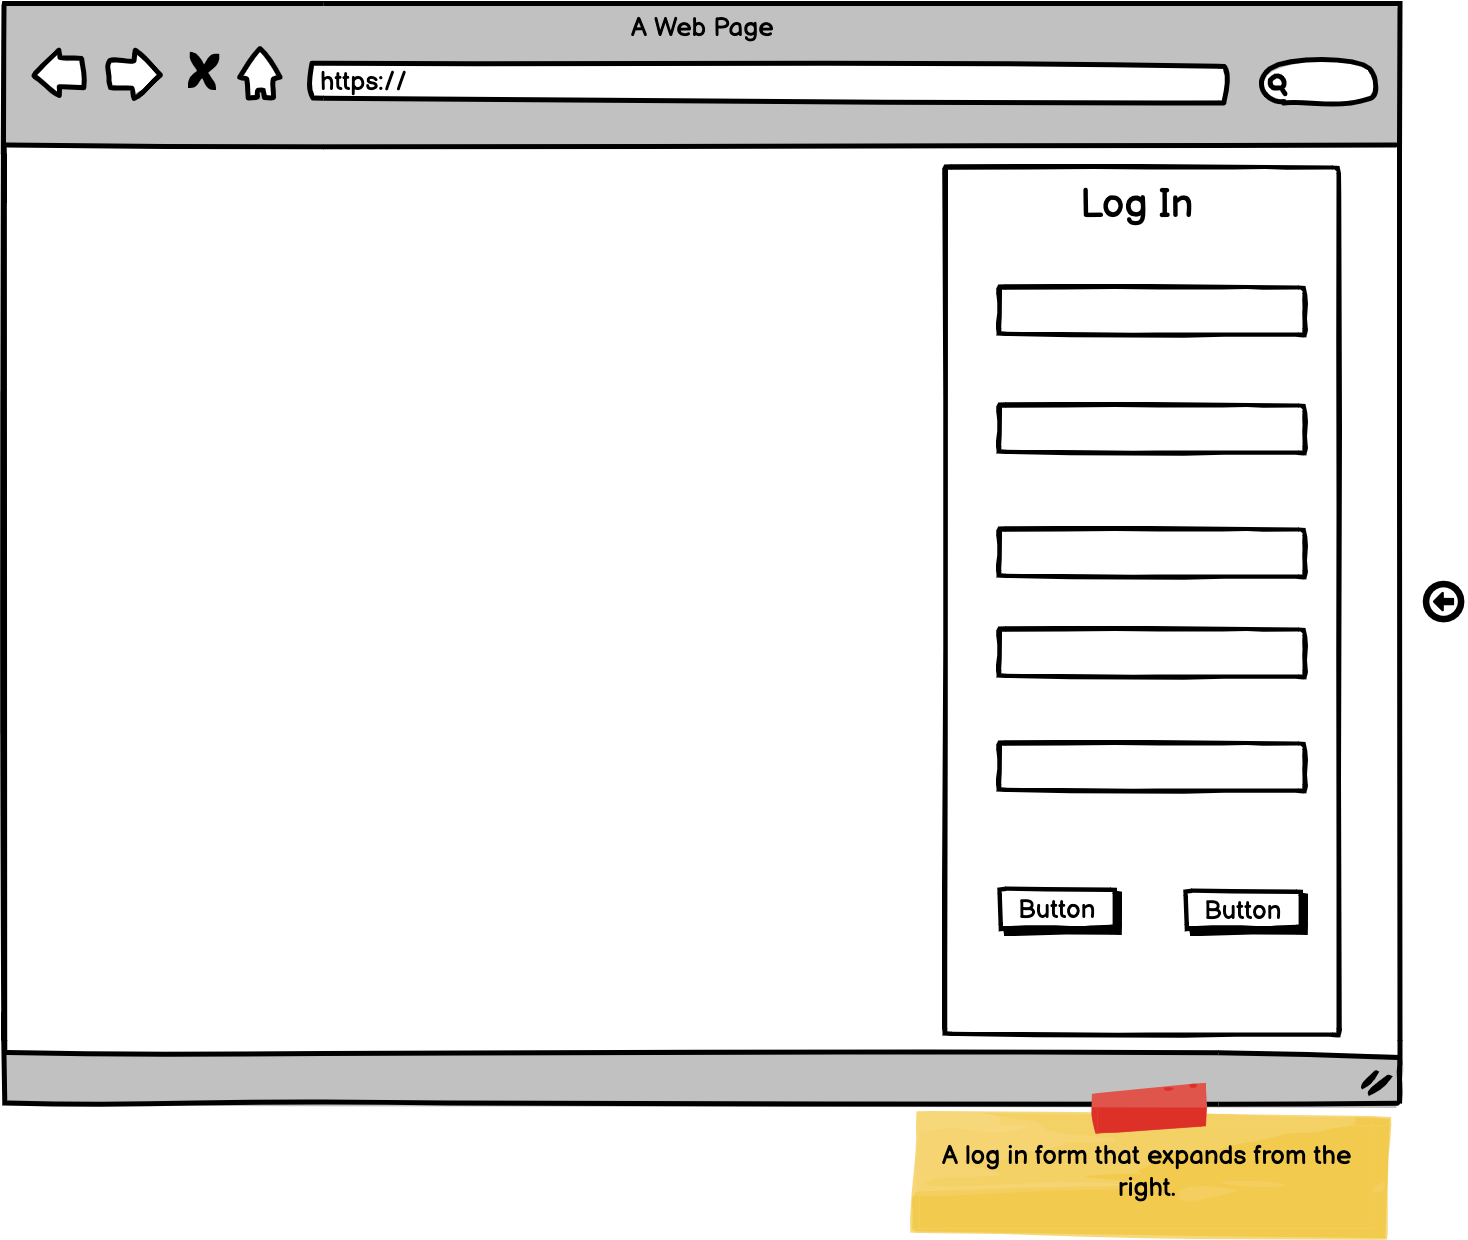 A Web Page
https://
Log In
Button
Button
A log in form that expands from the
right.